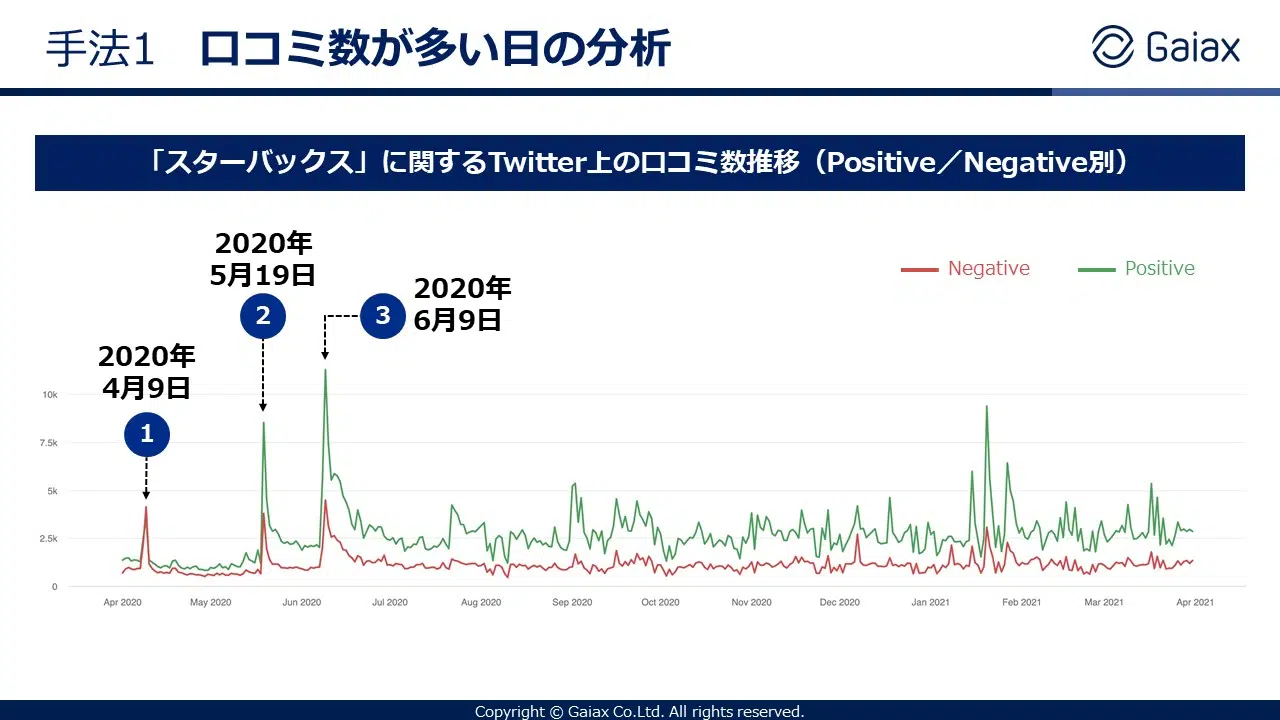 手法1　口コミ数が多い日の分析
Gaiax
「スターバックス」に関するTwitter上の口コミ数推移（Positive／Negative別）
2020年
5月19日
2
2020年
6月9日
3
2020年
4月9日
1
Negative
Positive
10k
7.5k
5k
2.5k
0
Apr 2020
May 2020
Jun 2020
Jul 2020
Aug 2020
Sep 2020
Oct 2020
Nov 2020
Dec 2020
Jan 2021
Feb 2021
Mar 2021
Apr 2021
Copyright © Gaiax Co.Ltd. All rights reserved.